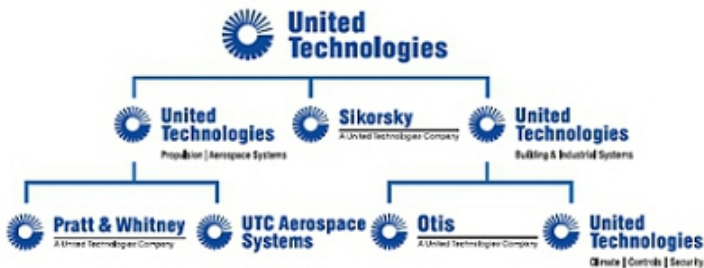 United
Technologies
United
Technologies
Propulsion | Aerospace Systems
Sikorsky
A United Technologies Company
United
Technologies
Building & Industrial Systems
Pratt & Whitney
A United Technologies Company
UTC Aerospace
Systems
Otis
A United Technologies Company
United
Technologies
Climate | Controls | Security